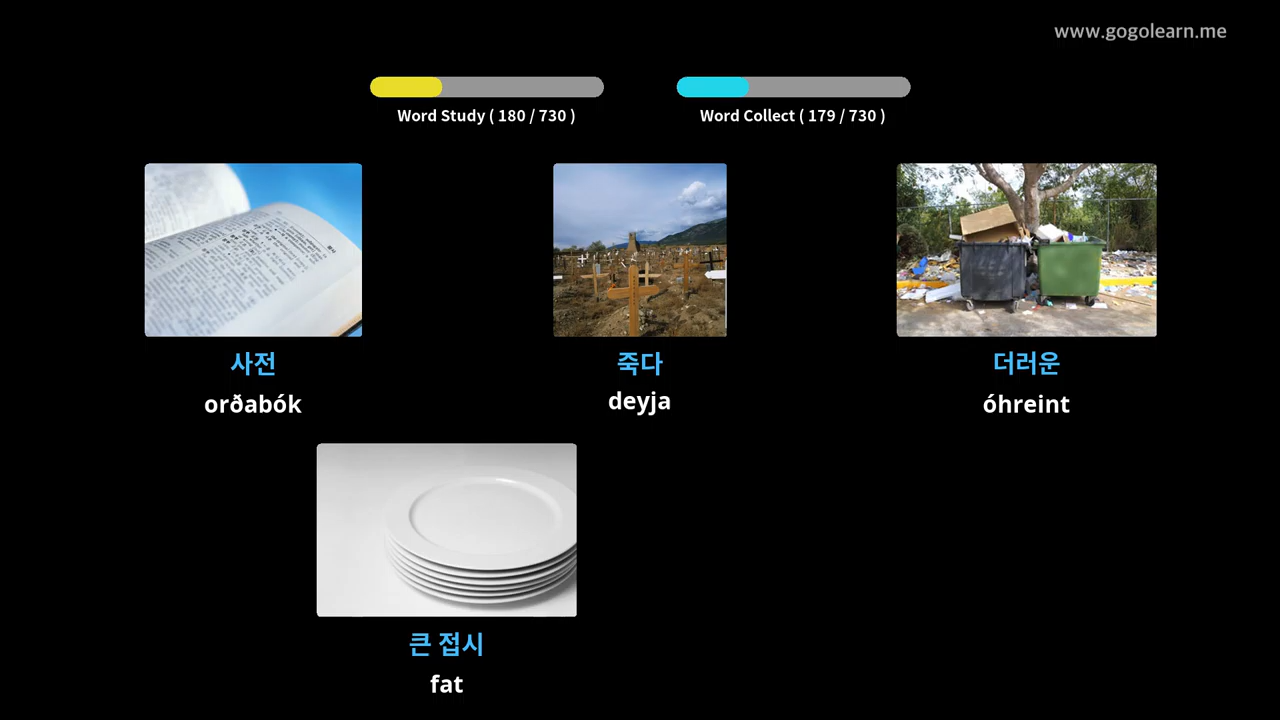 www.gogolearn.me
Word Study ( 180 / 730 )
Word Collect ( 179 / 730 )
사전
orðabók
죽다
deyja
더러운
óhreint
큰 접시
fat